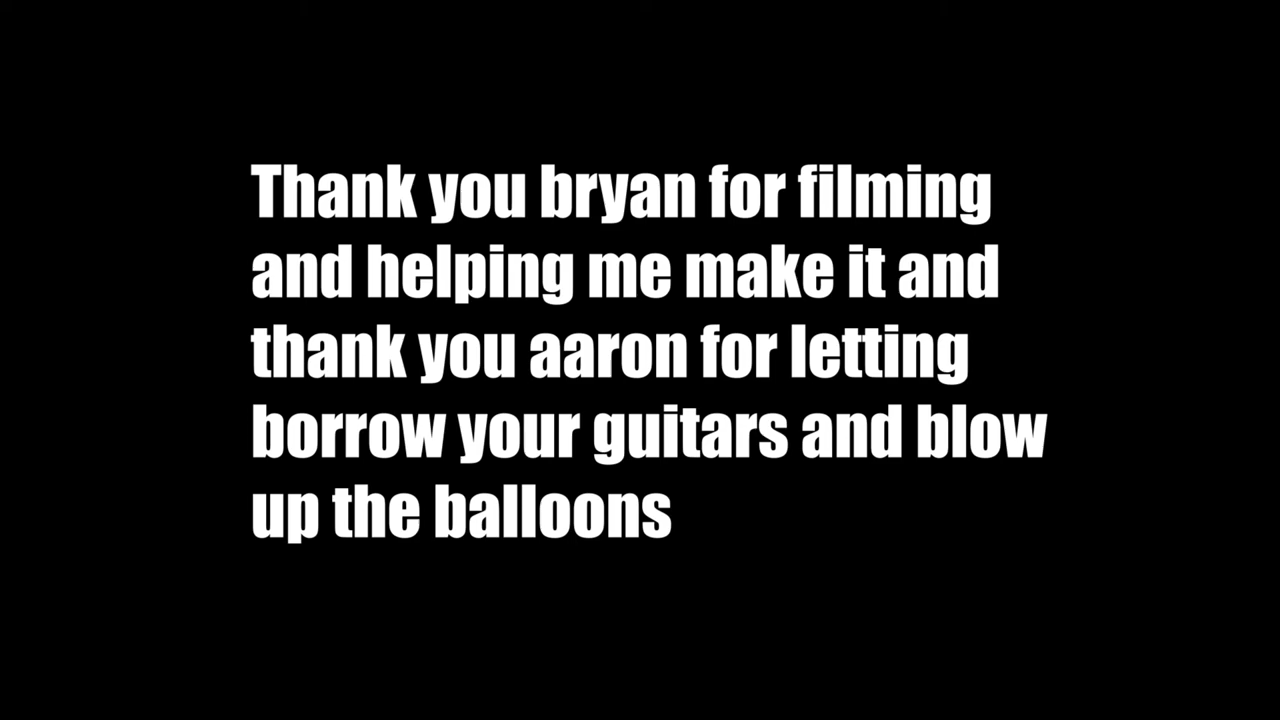 Thank you bryan for filming
and helping me make it and
thank you aaron for letting
borrow your guitars and blow
up the balloons